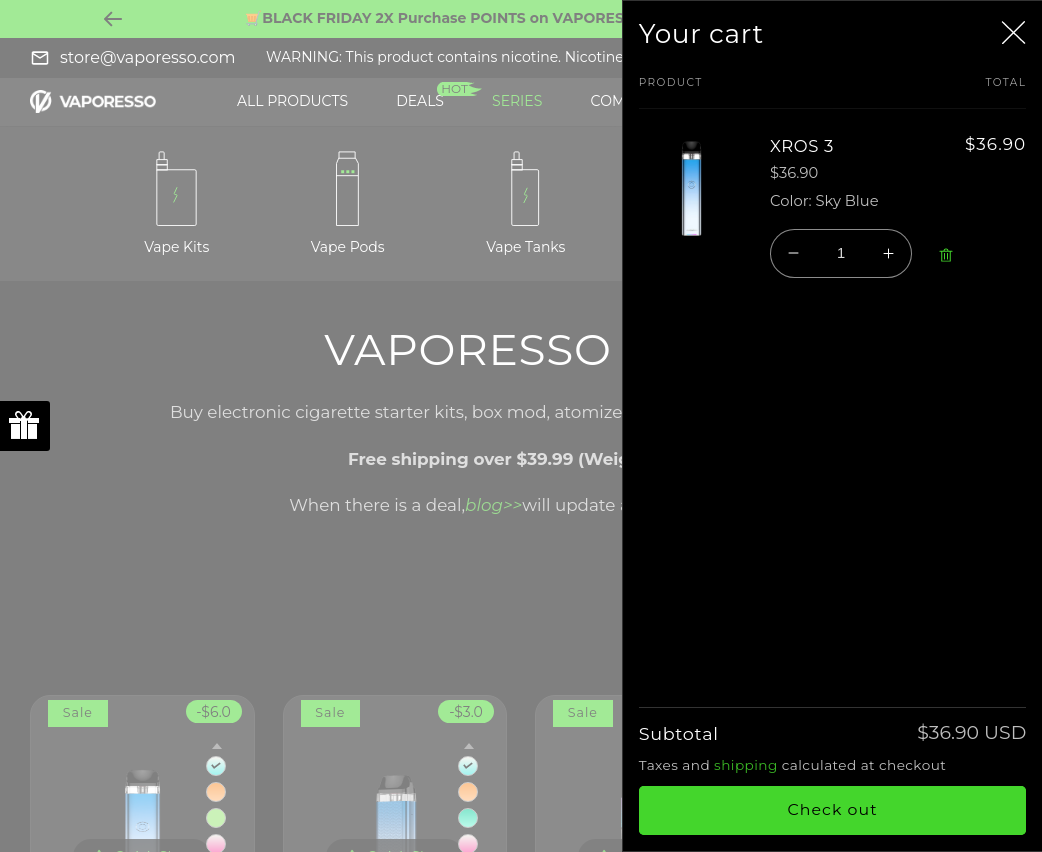 BLACK FRIDAY 2X Purchase POINTS on VAPORES
store@vaporesso.com
WARNING: This product contains nicotine. Nicotine
VAPORESSO
ALL PRODUCTS
DEALS
HOT
SERIES
COM
Vape Kits
Vape Pods
Vape Tanks
VAPORESSO
Buy electronic cigarette starter kits, box mod, atomize
Free shipping over $39.99 (Weig
When there is a deal,blog>>will update
Sale
-$6.0
Sale
-$3.0
Sale
Your cart
PRODUCT
TOTAL
XROS 3
$36.90
$36.90
Color: Sky Blue
1
Subtotal
$36.90 USD
Taxes and shipping calculated at checkout
Check out